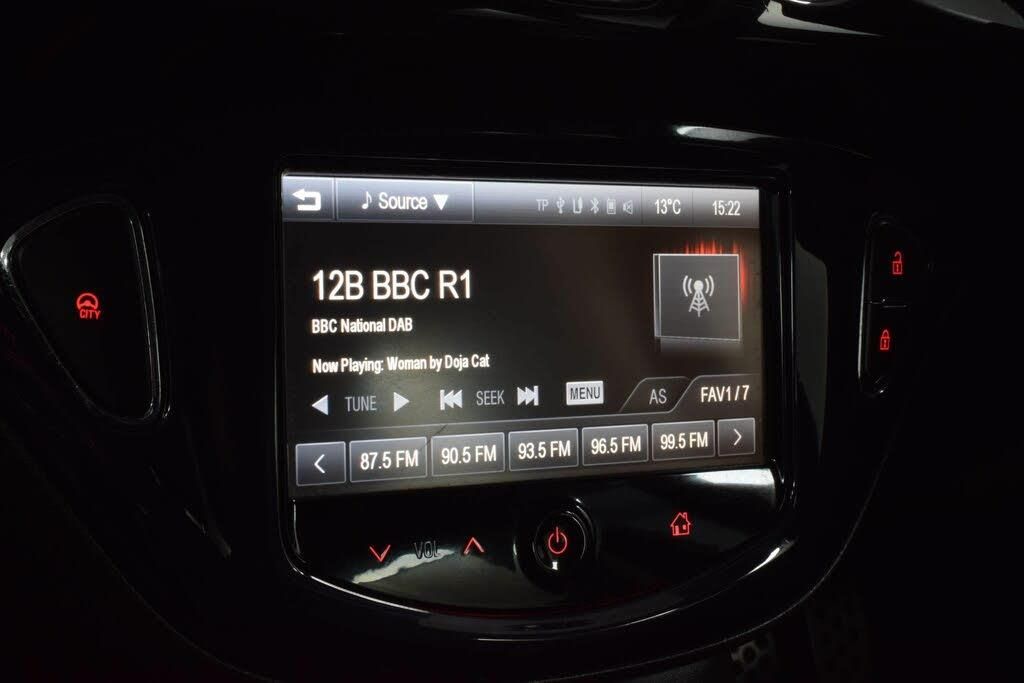 Source
TP 13°C 15:22
12B BBC R1
BBC National DAB
Now Playing: Woman by Doja Cat
TUNE SEEK MENU AS FAV1 / 7
87.5 FM 90.5 FM 93.5 FM 96.5 FM 99.5 FM
CITY
VOL